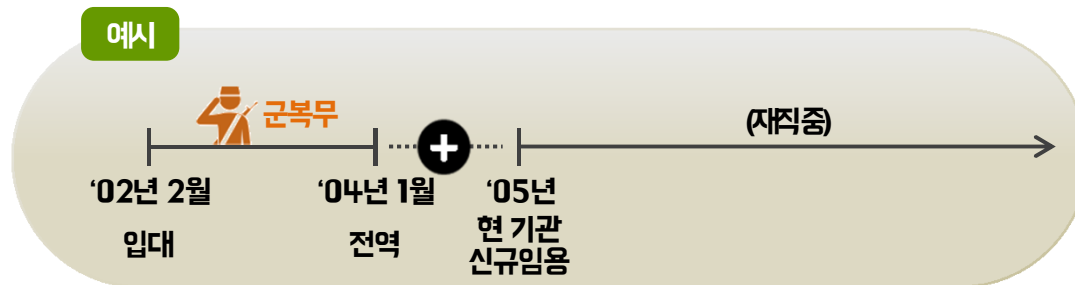 예시
군복무
(재직중)
‘02년 2월
‘04년 1월
‘05년
입대
전역
현 기관
신규임용